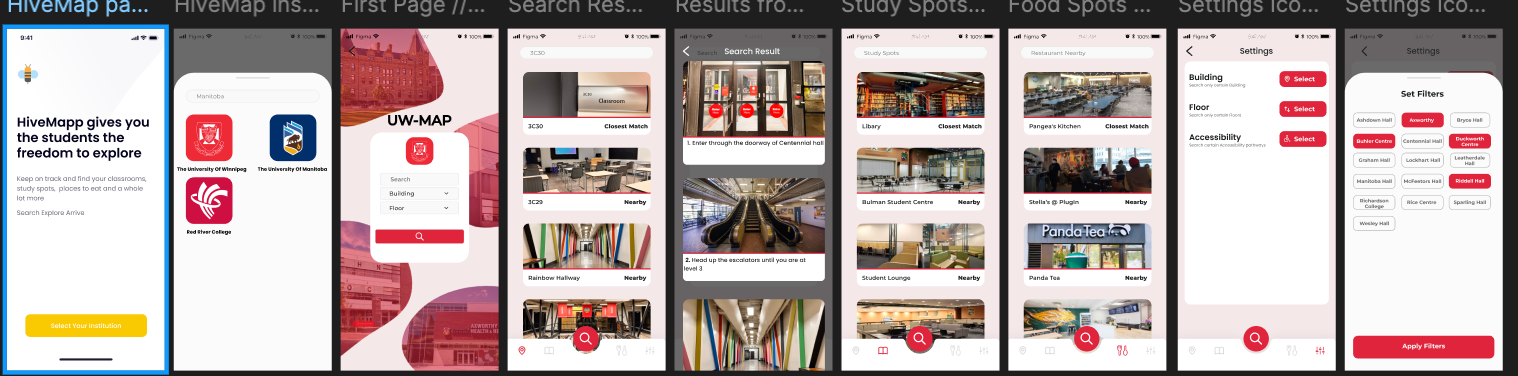 HiveMap pa...
HiveMap ins...
First Page //...
Search Res...
Results fro...
Study Spots...
Food Spots ...
Settings Ico...
Settings Ico...
9:41
HiveMapp gives you
the students the
freedom to explore
Keep on track and find your classrooms,
study spots, places to eat and a whole
lot more
Search Explore Arrive
Select Your Institution
Figma
100%
Manitoba
The University Of Winnipeg
The University Of Manitoba
Red River College
Figma
100%
UW-MAP
Search
Building
Floor
Figma
100%
3C30
Classroom
3C30 Closest Match
3C29 Nearby
Rainbow Hallway Nearby
Figma
100%
Search Search Result
1. Enter through the doorway of Centennial hall
2. Head up the escalators until you are at
level 3
Figma
100%
Study Spots
Libary Closest Match
Bulman Student Centre Nearby
Student Lounge Nearby
Figma
100%
Restaurant Nearby
Pangea's Kitchen Closest Match
Stella's @ Plugin Nearby
PandaTea
Panda Tea Nearby
Figma
100%
Settings
Building
Search only certain Building
Select
Floor
Search only certain Floors
Select
Accessibility
Search certain Accessibility pathways
Select
Figma
100%
Settings
Set Filters
Ashdown Hall Axworthy Bryce Hall
Buhler Centre Centennial Hall Duckworth
Centre
Graham Hall Lockhart Hall Leatherdale
Hall
Manitoba Hall McFeetors Hall Riddell Hall
Richardson
College Rice Centre Sparling Hall
Wesley Hall
Apply Filters